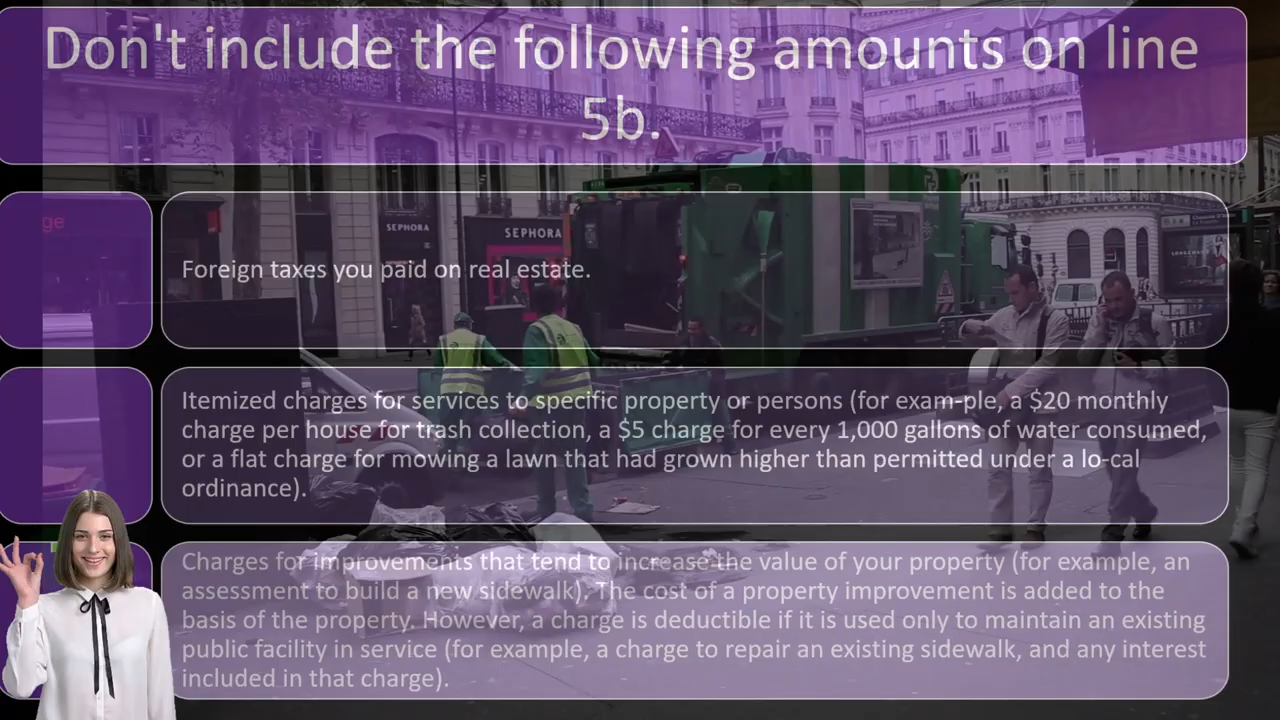 Don't include the following amounts on line
5b.
ge
SEPHORA
SEPHORA
Foreign taxes you paid on real estate.
Itemized charges for services to specific property or persons (for exam-ple, a $20 monthly
charge per house for trash collection, a $5 charge for every 1,000 gallons of water consumed,
or a flat charge for mowing a lawn that had grown higher than permitted under a lo-cal
ordinance).
Charges for improvements that tend to increase the value of your property (for example, an
assessment to build a new sidewalk). The cost of a property improvement is added to the
basis of the property. However, a charge is deductible if it is used only to maintain an existing
public facility in service (for example, a charge to repair an existing sidewalk, and any interest
included in that charge).